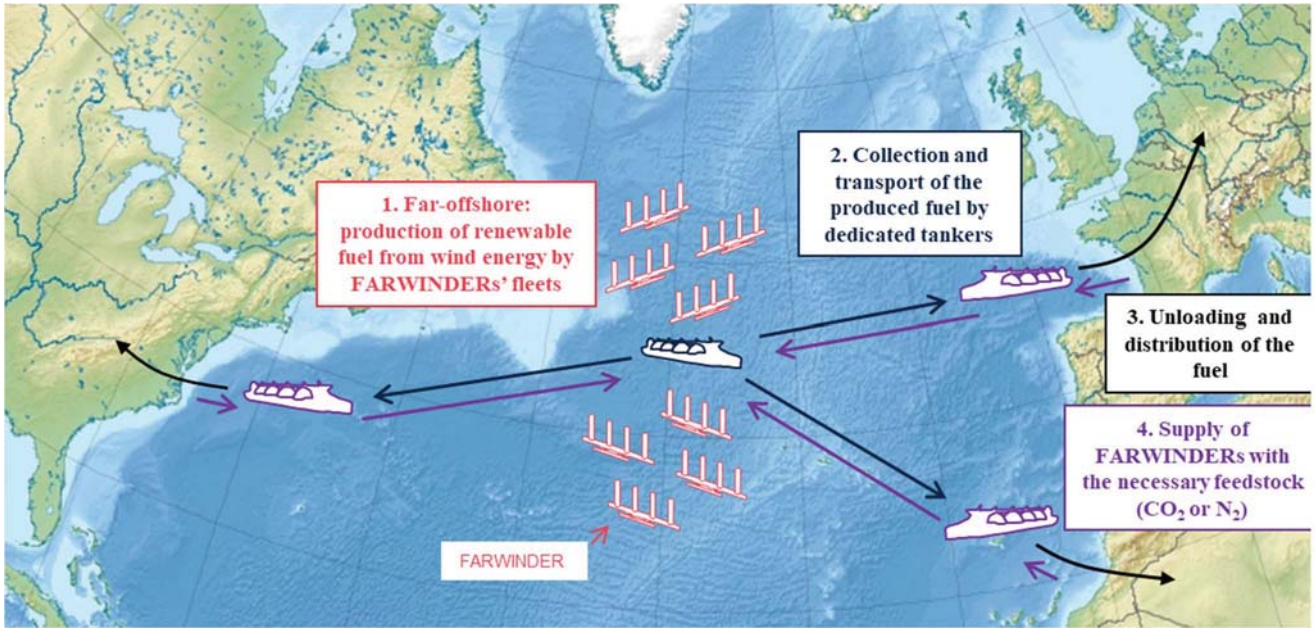 1. Far-offshore:
production of renewable
fuel from wind energy by
FARWINDERs’ fleets
2. Collection and
transport of the
produced fuel by
dedicated tankers
3. Unloading and
distribution of the
fuel
4. Supply of
FARWINDERs with
the necessary feedstock
(CO₂ or N₂)
FARWINDER